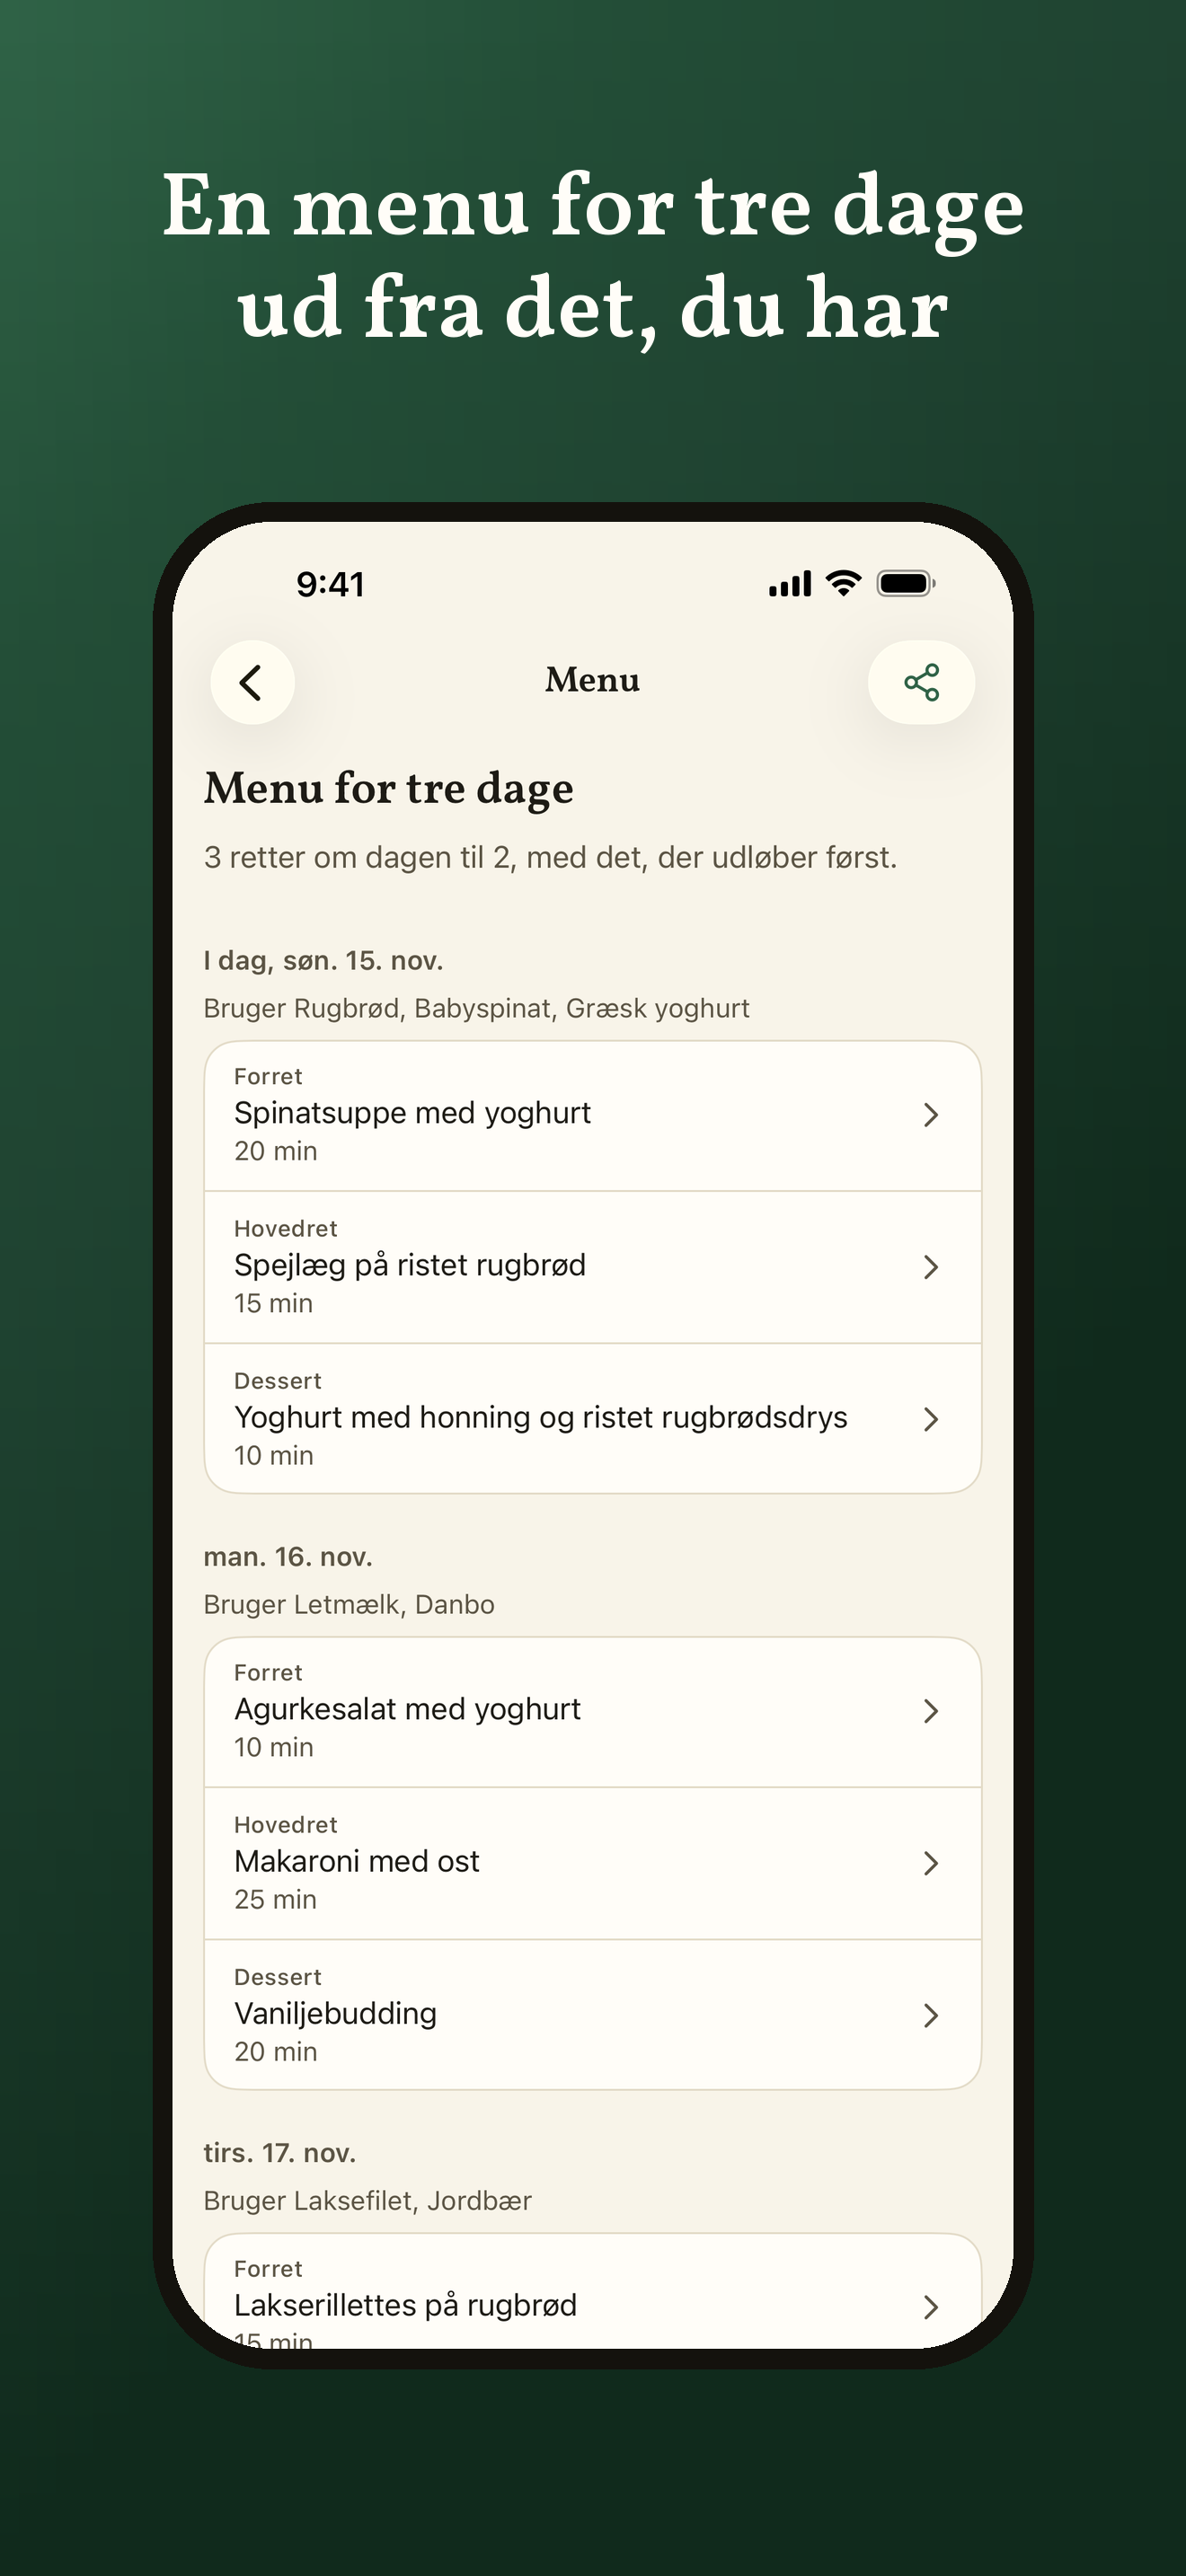 En menu for tre dage
ud fra det, du har
9:41
Menu
Menu for tre dage
3 retter om dagen til 2, med det, der udløber først.
I dag, søn. 15. nov.
Bruger Rugbrød, Babyspinat, Græsk yoghurt
Forret
Spinatsuppe med yoghurt
20 min
Hovedret
Spejlæg på ristet rugbrød
15 min
Dessert
Yoghurt med honning og ristet rugbrødsdrys
10 min
man. 16. nov.
Bruger Letmælk, Danbo
Forret
Agurkesalat med yoghurt
10 min
Hovedret
Makaroni med ost
25 min
Dessert
Vaniljebudding
20 min
tirs. 17. nov.
Bruger Laksefilet, Jordbær
Forret
Lakserillettes på rugbrød
15 min